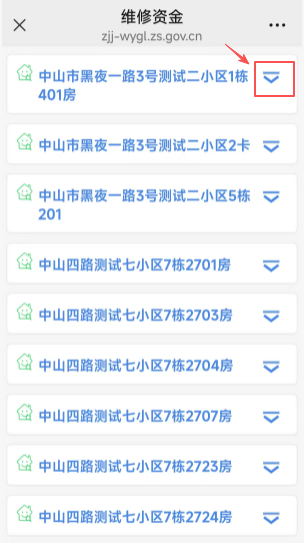 维修资金
zjj-wygl.zs.gov.cn
中山市黑夜一路3号测试二小区1栋
401房
中山市黑夜一路3号测试二小区2卡
中山市黑夜一路3号测试二小区5栋
201
中山四路测试七小区7栋2701房
中山四路测试七小区7栋2703房
中山四路测试七小区7栋2704房
中山四路测试七小区7栋2707房
中山四路测试七小区7栋2723房
中山四路测试七小区7栋2724房